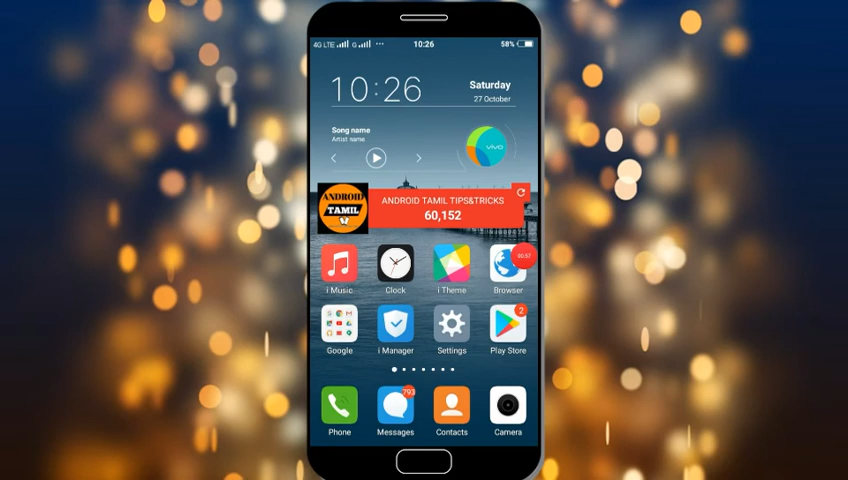 4G LTE G ... 10:26 58%
10:26 Saturday
27 October
Song name
Artist name
vivo
ANDROID
TAMIL
ANDROID TAMIL TIPS&TRICKS
60,152
00:57
i Music Clock i Theme Browser
2
Google i Manager Settings Play Store
793
Phone Messages Contacts Camera